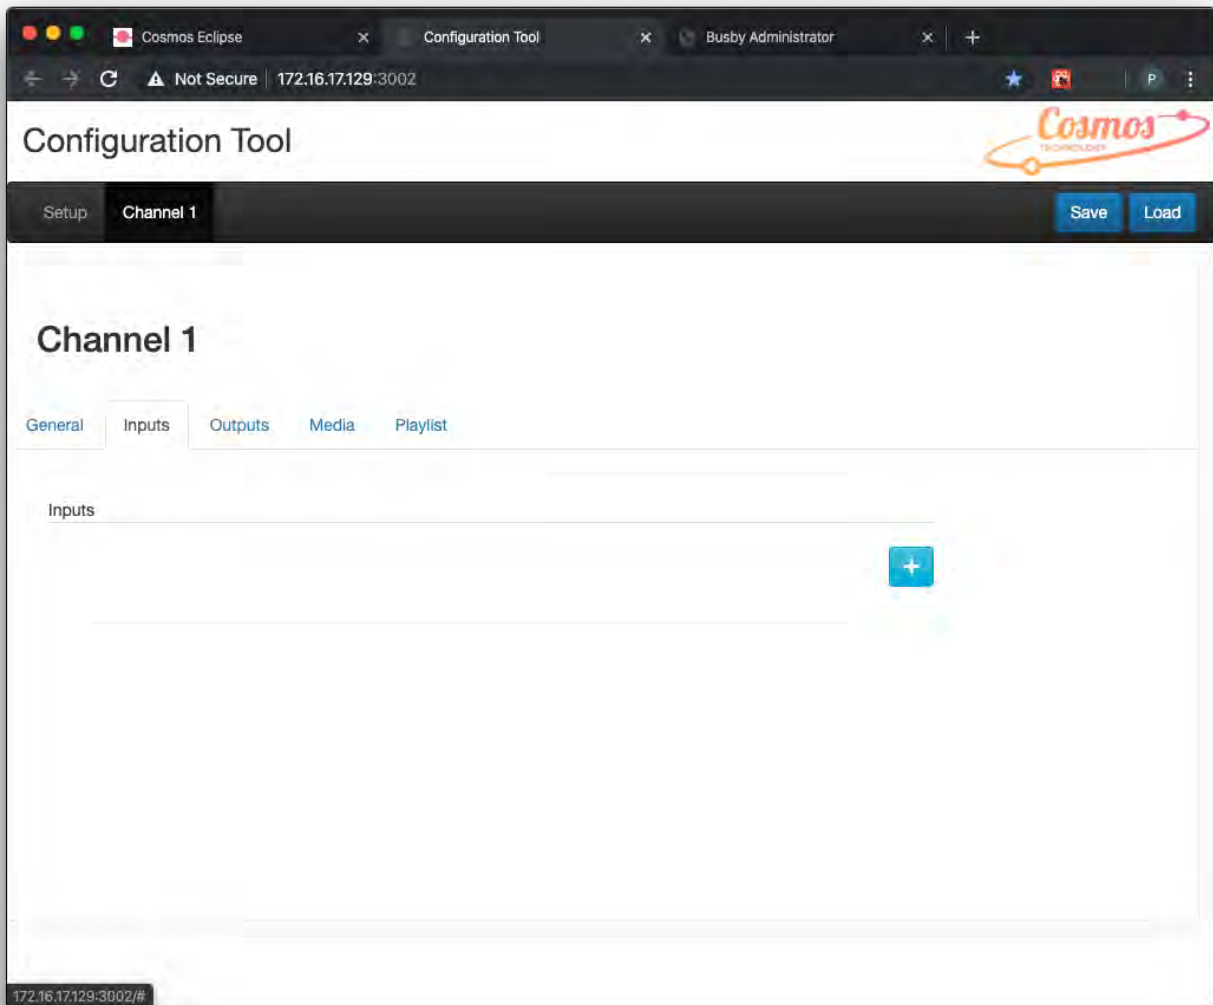 Cosmos Eclipse × Configuration Tool × Busby Administrator × +
Not Secure 172.16.17.129:3002 P
Configuration Tool
Cosmos
TECHNOLOGY
Setup Channel 1 Save Load
Channel 1
General Inputs Outputs Media Playlist
Inputs
+
172.16.17.129:3002/#